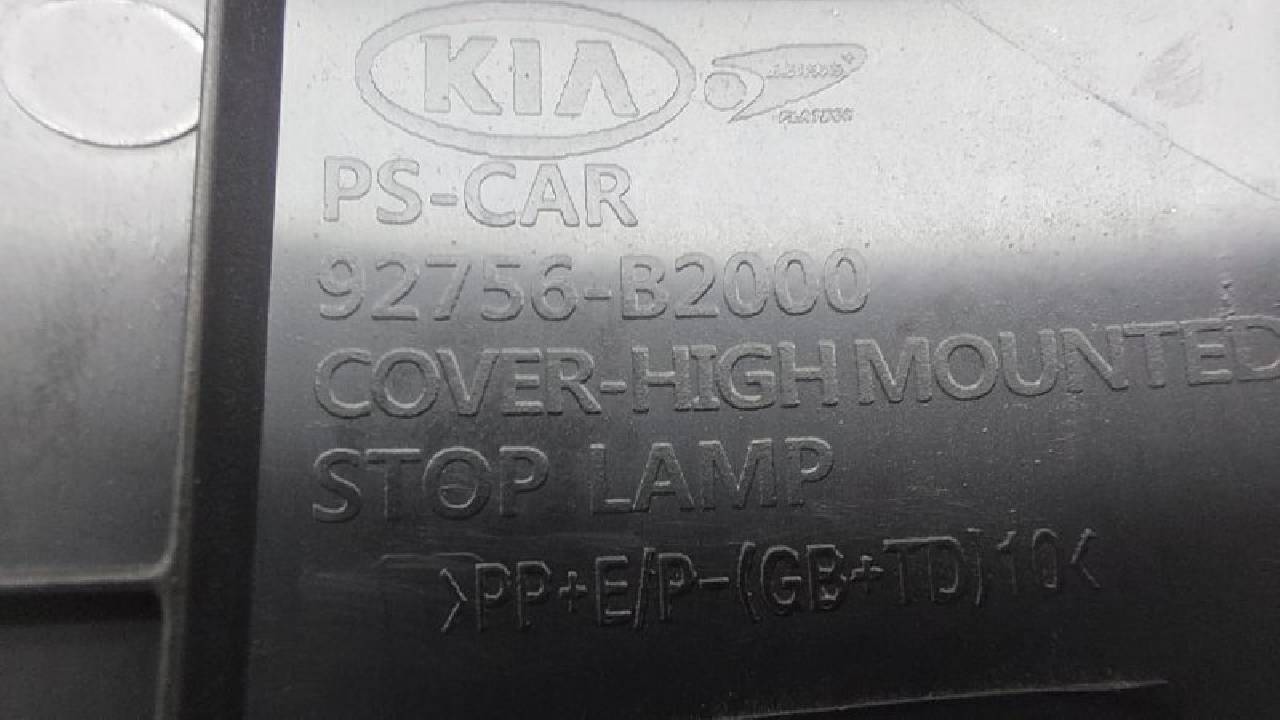 KIA
PS-CAR
92756-B2000
COVER-HIGH MOUNTED
STOP LAMP
>PP+E/P-(GB+TD)10<